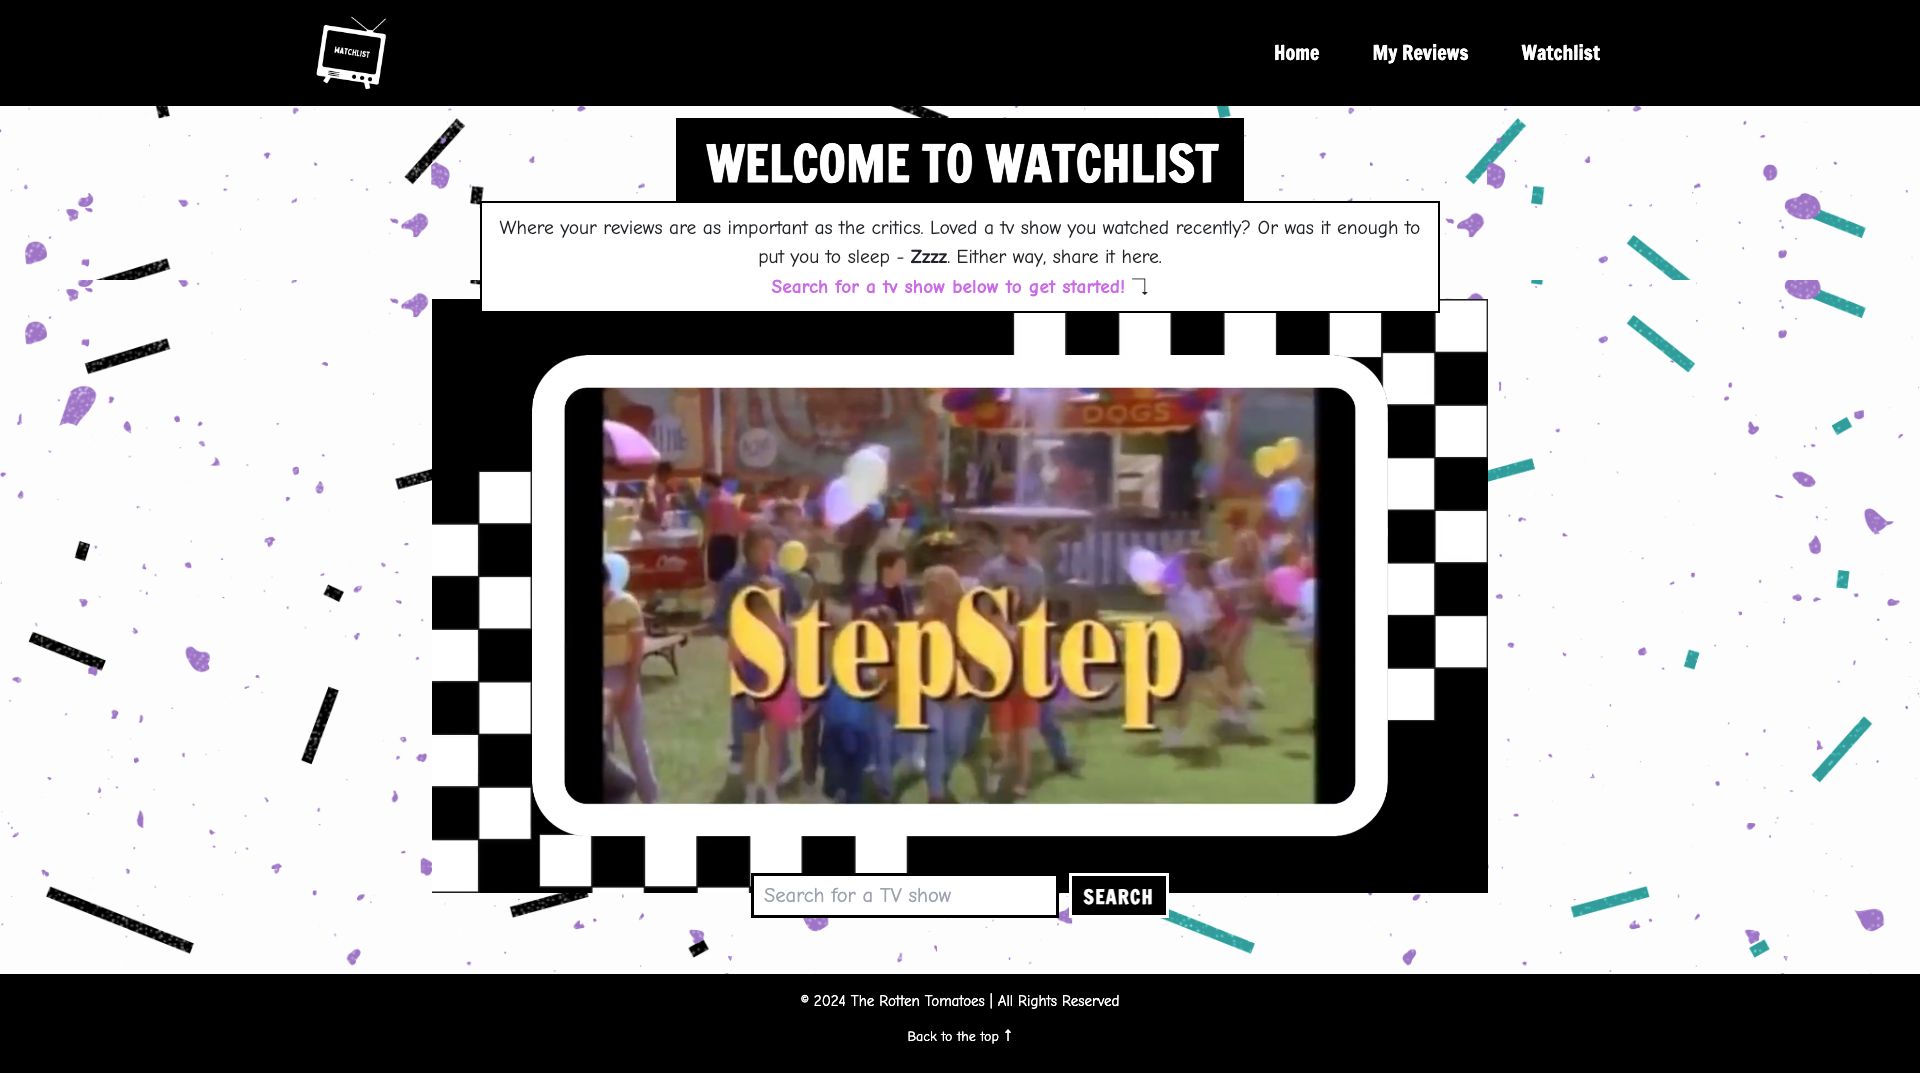 WATCHLIST
Home
My Reviews
Watchlist
WELCOME TO WATCHLIST
Where your reviews are as important as the critics. Loved a tv show you watched recently? Or was it enough to
put you to sleep - Zzzz. Either way, share it here.
Search for a tv show below to get started!
DOGS
StepStep
Search for a TV show
SEARCH
© 2024 The Rotten Tomatoes | All Rights Reserved
Back to the top ↑